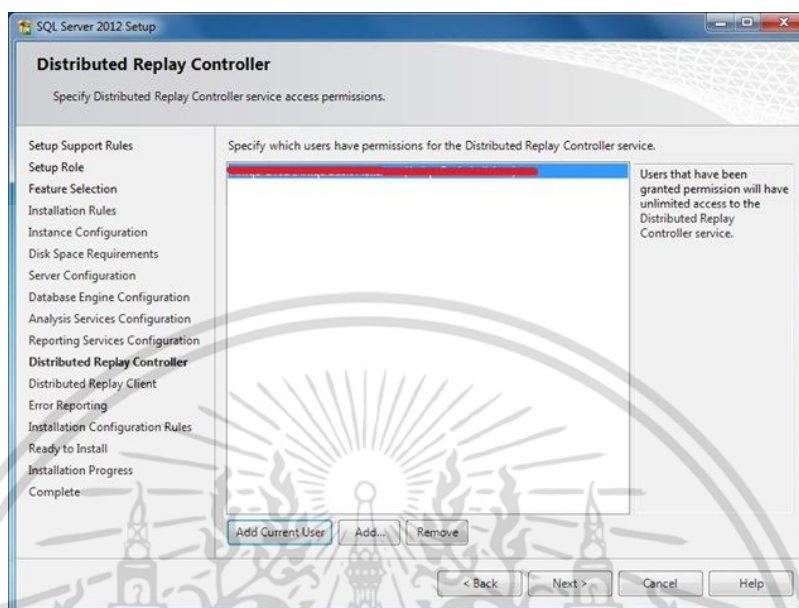 SQL Server 2012 Setup
Distributed Replay Controller
Specify Distributed Replay Controller service access permissions.
Setup Support Rules
Setup Role
Feature Selection
Installation Rules
Instance Configuration
Disk Space Requirements
Server Configuration
Database Engine Configuration
Analysis Services Configuration
Reporting Services Configuration
Distributed Replay Controller
Distributed Replay Client
Error Reporting
Installation Configuration Rules
Ready to Install
Installation Progress
Complete
Specify which users have permissions for the Distributed Replay Controller service.
Users that have been
granted permission will have
unlimited access to the
Distributed Replay
Controller service.
Add Current User
Add...
Remove
< Back
Next >
Cancel
Help